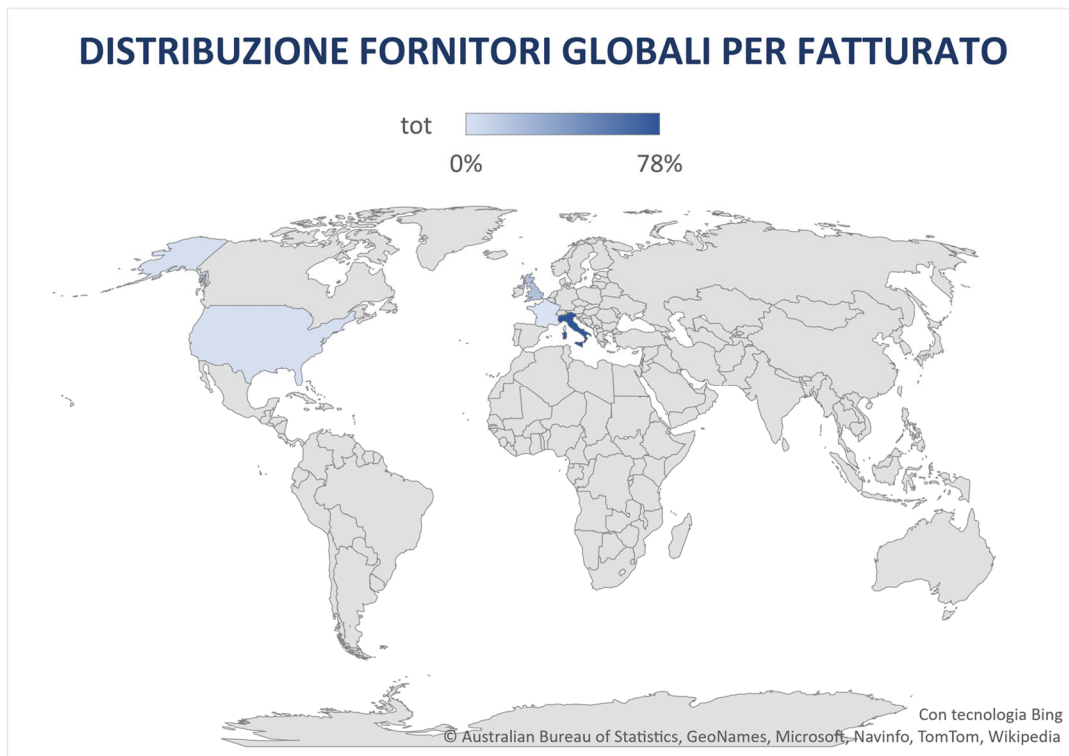 DISTRIBUZIONE FORNITORI GLOBALI PER FATTURATO
tot
0% 78%
Con tecnologia Bing
© Australian Bureau of Statistics, GeoNames, Microsoft, Navinfo, TomTom, Wikipedia